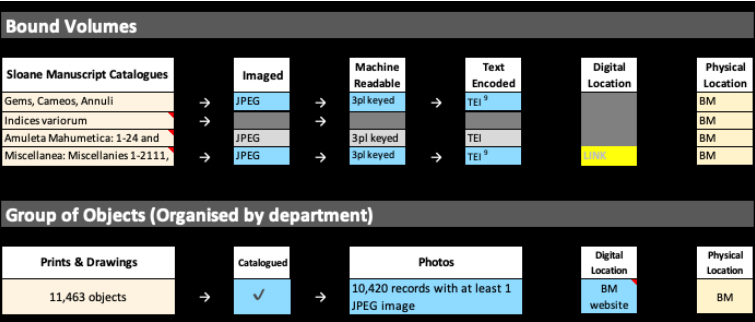 Bound Volumes
Sloane Manuscript Catalogues Imaged Machine Readable Text Encoded Digital Location Physical Location
Gems, Cameos, Annuli → JPEG → 3pl keyed → TEI 9 BM
Indices variorum → → BM
Amuleta Mahumetica: 1-24 and JPEG 3pl keyed TEI BM
Miscellanea: Miscellanies 1-2111, → JPEG → 3pl keyed → TEI 9 LINK BM
Group of Objects (Organised by department)
Prints & Drawings Catalogued Photos Digital Location Physical Location
11,463 objects → ✓ → 10,420 records with at least 1 JPEG image BM website BM